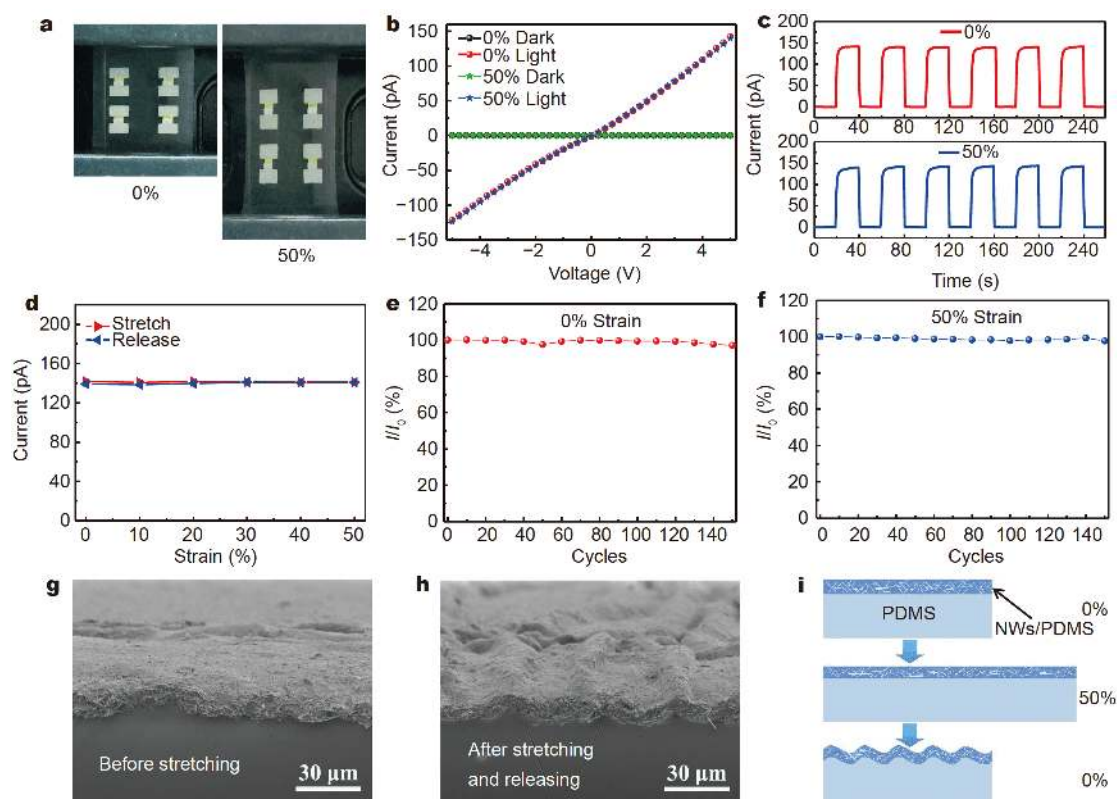 a
0%
50%
b
0% Dark
0% Light
50% Dark
50% Light
150
100
50
0
−50
−100
−150
Current (pA)
−4 −2 0 2 4
Voltage (V)
c
0%
200
150
100
50
0
0 40 80 120 160 200 240
50%
200
150
100
50
0
0 40 80 120 160 200 240
Current (pA)
Time (s)
d
Stretch
Release
200
160
120
80
40
0
Current (pA)
0 10 20 30 40 50
Strain (%)
e
0% Strain
120
100
80
60
40
20
0
I/I0 (%)
0 20 40 60 80 100 120 140
Cycles
f
50% Strain
120
100
80
60
40
20
0
I/I0 (%)
0 20 40 60 80 100 120 140
Cycles
g
Before stretching
30 µm
h
After stretching
and releasing
30 µm
i
PDMS
0%
NWs/PDMS
50%
0%